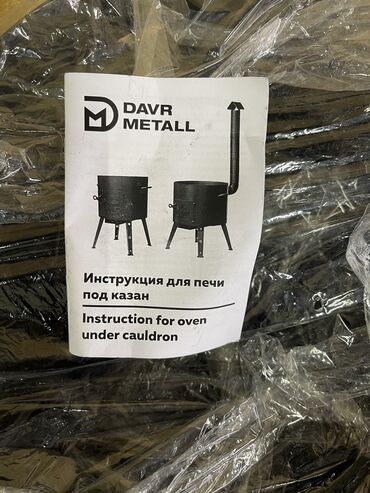 DAVR
METALL
Инструкция для печи
под казан
Instruction for oven
under cauldron